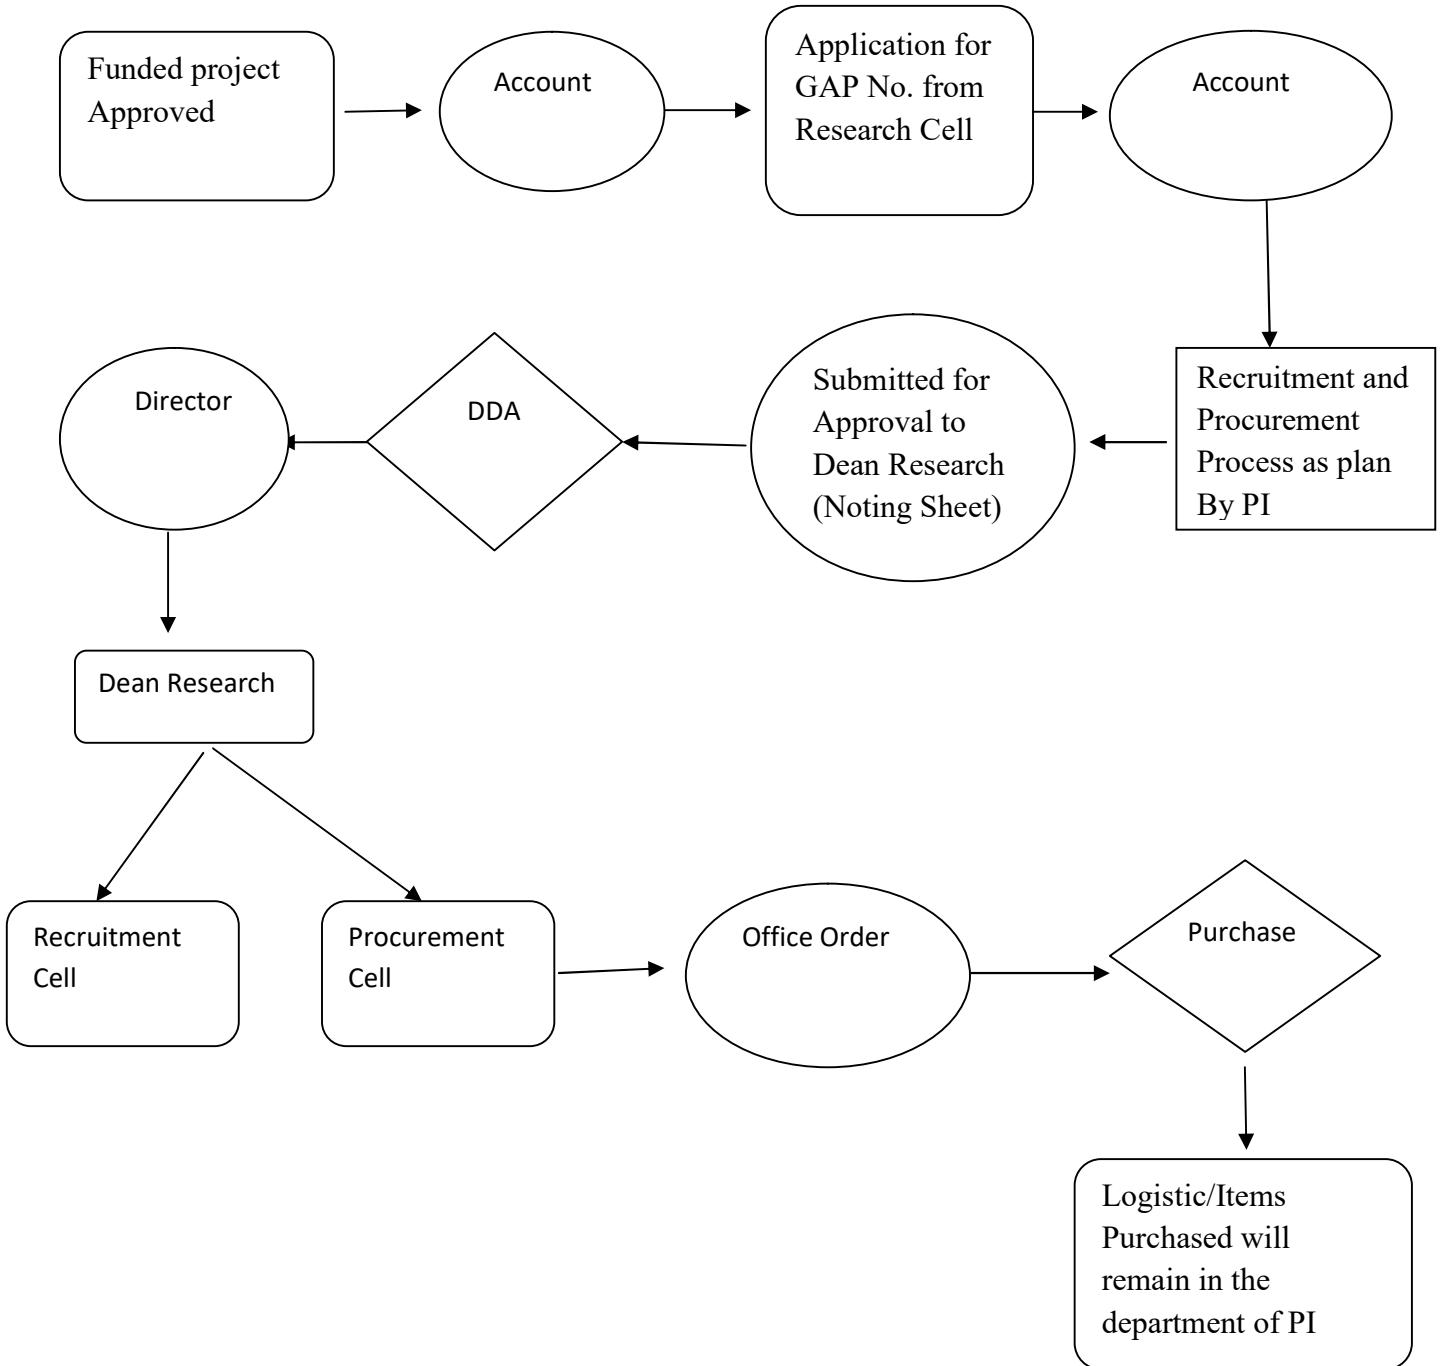 Funded project
Approved
Account
Application for
GAP No. from
Research Cell
Account
Director
DDA
Submitted for
Approval to
Dean Research
(Noting Sheet)
Recruitment and
Procurement
Process as plan
By PI
Dean Research
Recruitment
Cell
Procurement
Cell
Office Order
Purchase
Logistic/Items
Purchased will
remain in the
department of PI